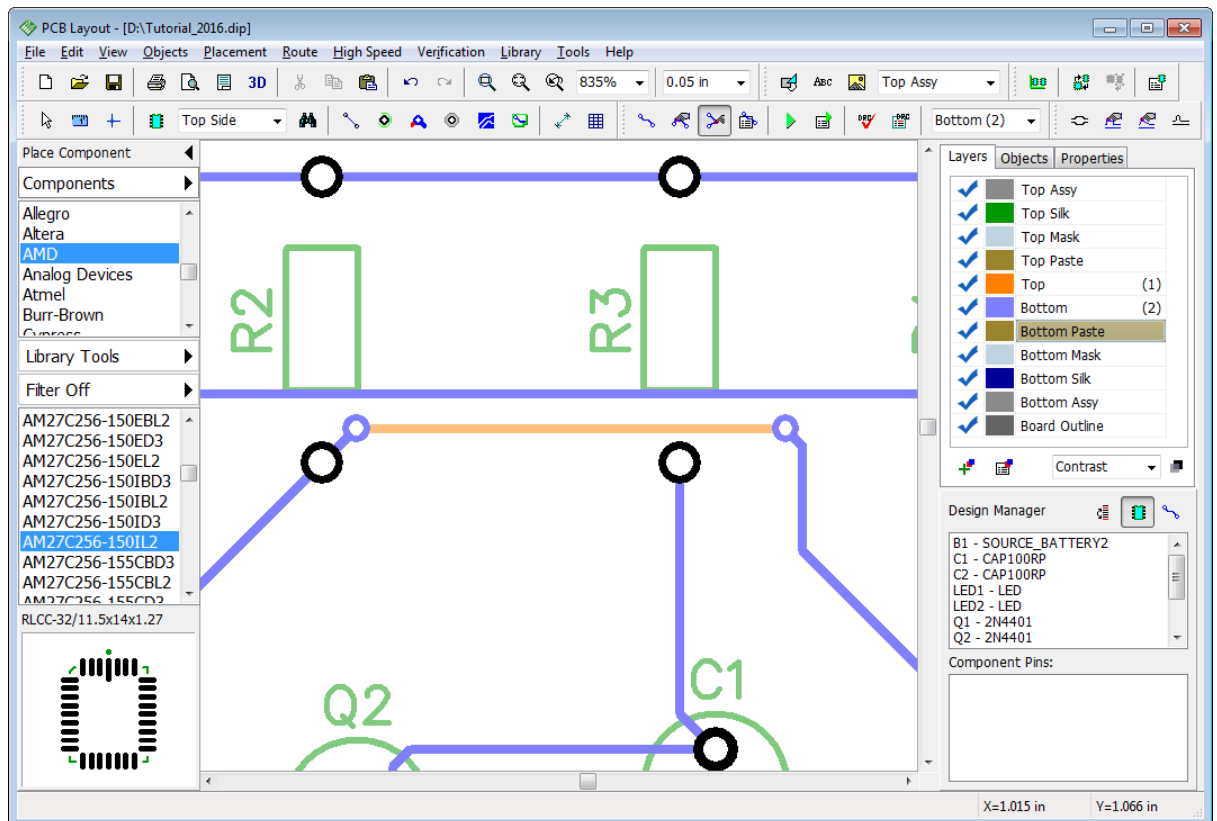 PCB Layout - [D:\Tutorial_2016.dip]
File Edit View Objects Placement Route High Speed Verification Library Tools Help
3D 835% 0.05 in ABC Top Assy
Top Side DRC DRC Bottom (2)
Place Component
Components
Allegro
Altera
AMD
Analog Devices
Atmel
Burr-Brown
Cypress
Library Tools
Filter Off
AM27C256-150EBL2
AM27C256-150ED3
AM27C256-150EL2
AM27C256-150IBD3
AM27C256-150IBL2
AM27C256-150ID3
AM27C256-150IL2
AM27C256-155CBD3
AM27C256-155CBL2
AM27C256-155CD3
RLCC-32/11.5x14x1.27
R2
R3
Q2
C1
Layers Objects Properties
Top Assy
Top Silk
Top Mask
Top Paste
Top (1)
Bottom (2)
Bottom Paste
Bottom Mask
Bottom Silk
Bottom Assy
Board Outline
Contrast
Design Manager
B1 - SOURCE_BATTERY2
C1 - CAP100RP
C2 - CAP100RP
LED1 - LED
LED2 - LED
Q1 - 2N4401
Q2 - 2N4401
Component Pins:
X=1.015 in Y=1.066 in